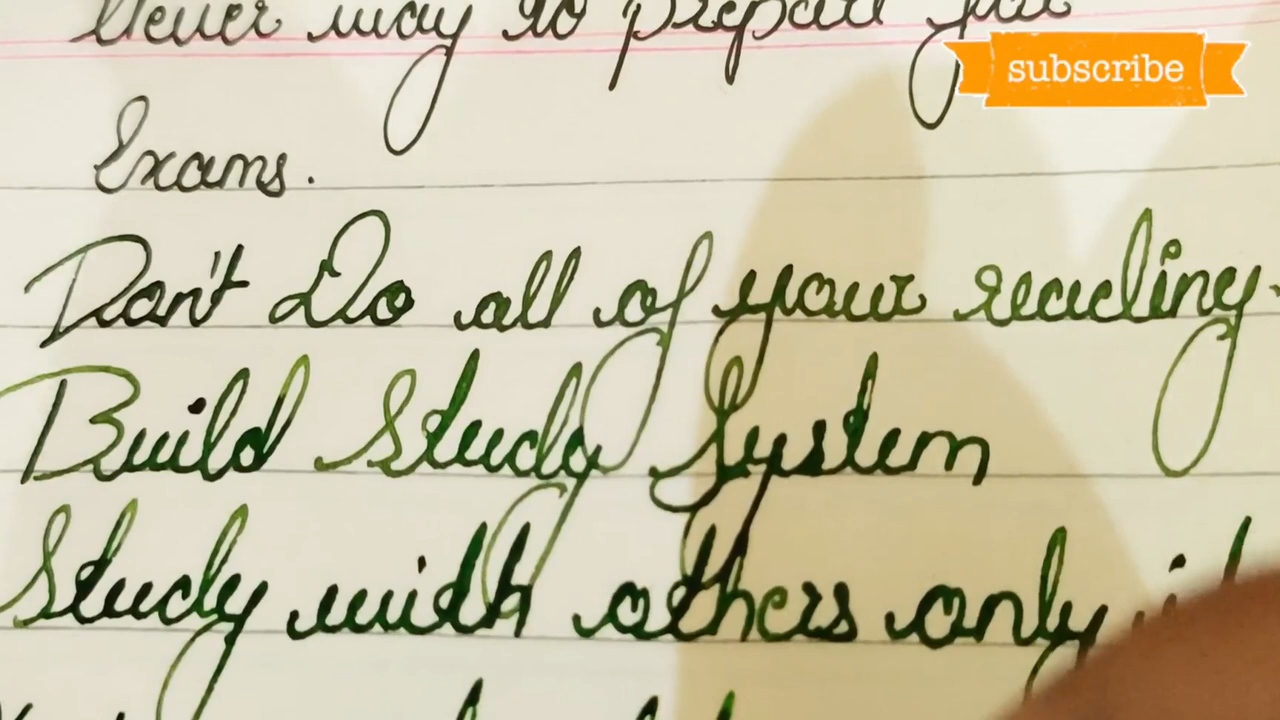 Clever way to prepare for
subscribe
Exams.
Don't Do all of your reading.
Build Study System
Study with others only